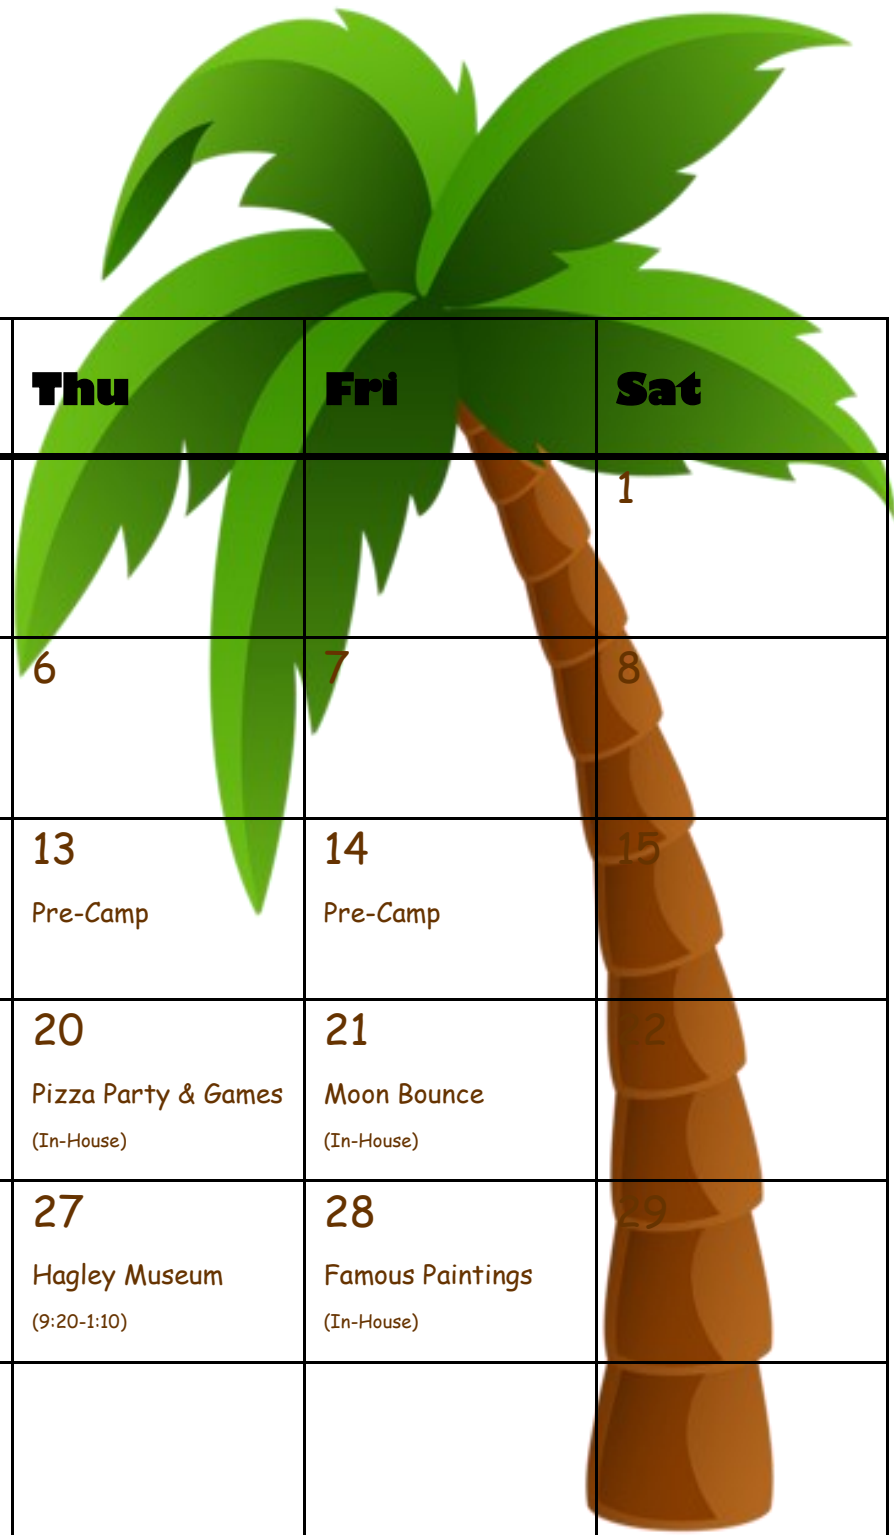 Thu Fri Sat
1
6 7 8
13 14 15
Pre-Camp Pre-Camp
20 21 22
Pizza Party & Games Moon Bounce
(In-House) (In-House)
27 28 29
Hagley Museum Famous Paintings
(9:20-1:10) (In-House)